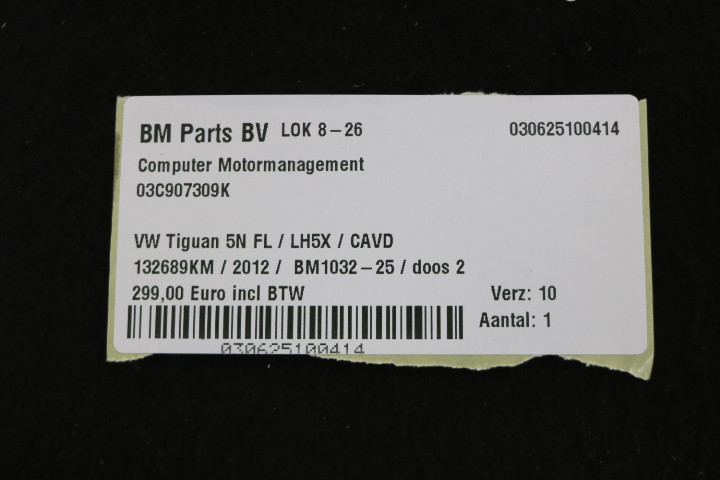 BM Parts BV LOK 8-26 030625100414
Computer Motormanagement
03C907309K
VW Tiguan 5N FL / LH5X / CAVD
132689KM / 2012 / BM1032-25 / doos 2
299,00 Euro incl BTW Verz: 10
Aantal: 1
030625100414